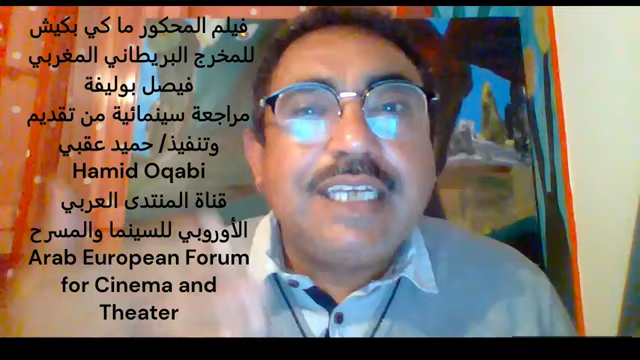 فيلم المحكور ما كي بكيش
للمخرج البريطاني المغربي
فيصل بوليفة
مراجعة سينمائية من تقديم
وتنفيذ/ حميد عقبي
Hamid Oqabi
قناة المنتدى العربي
الأوروبي للسينما والمسرح
Arab European Forum
for Cinema and
Theater